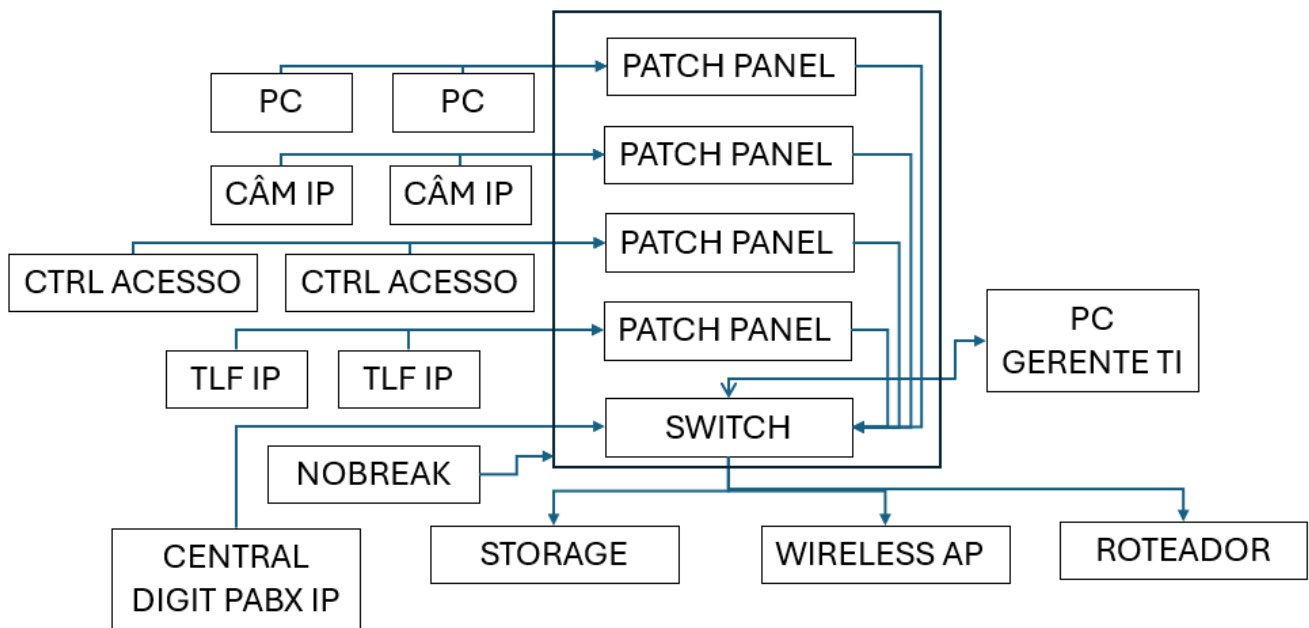 PATCH PANEL
PC
PC
PATCH PANEL
CÂM IP
CÂM IP
PATCH PANEL
CTRL ACESSO
CTRL ACESSO
PATCH PANEL
PC
GERENTE TI
TLF IP
TLF IP
SWITCH
NOBREAK
CENTRAL
DIGIT PABX IP
STORAGE
WIRELESS AP
ROTEADOR